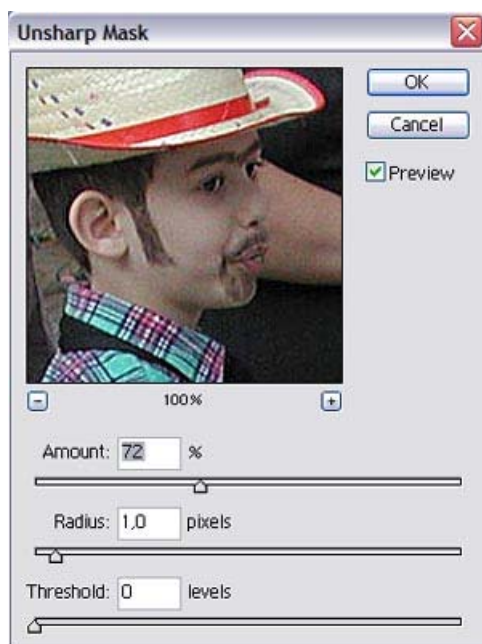 Unsharp Mask
OK
Cancel
Preview
100%
Amount: 72 %
Radius: 1,0 pixels
Threshold: 0 levels